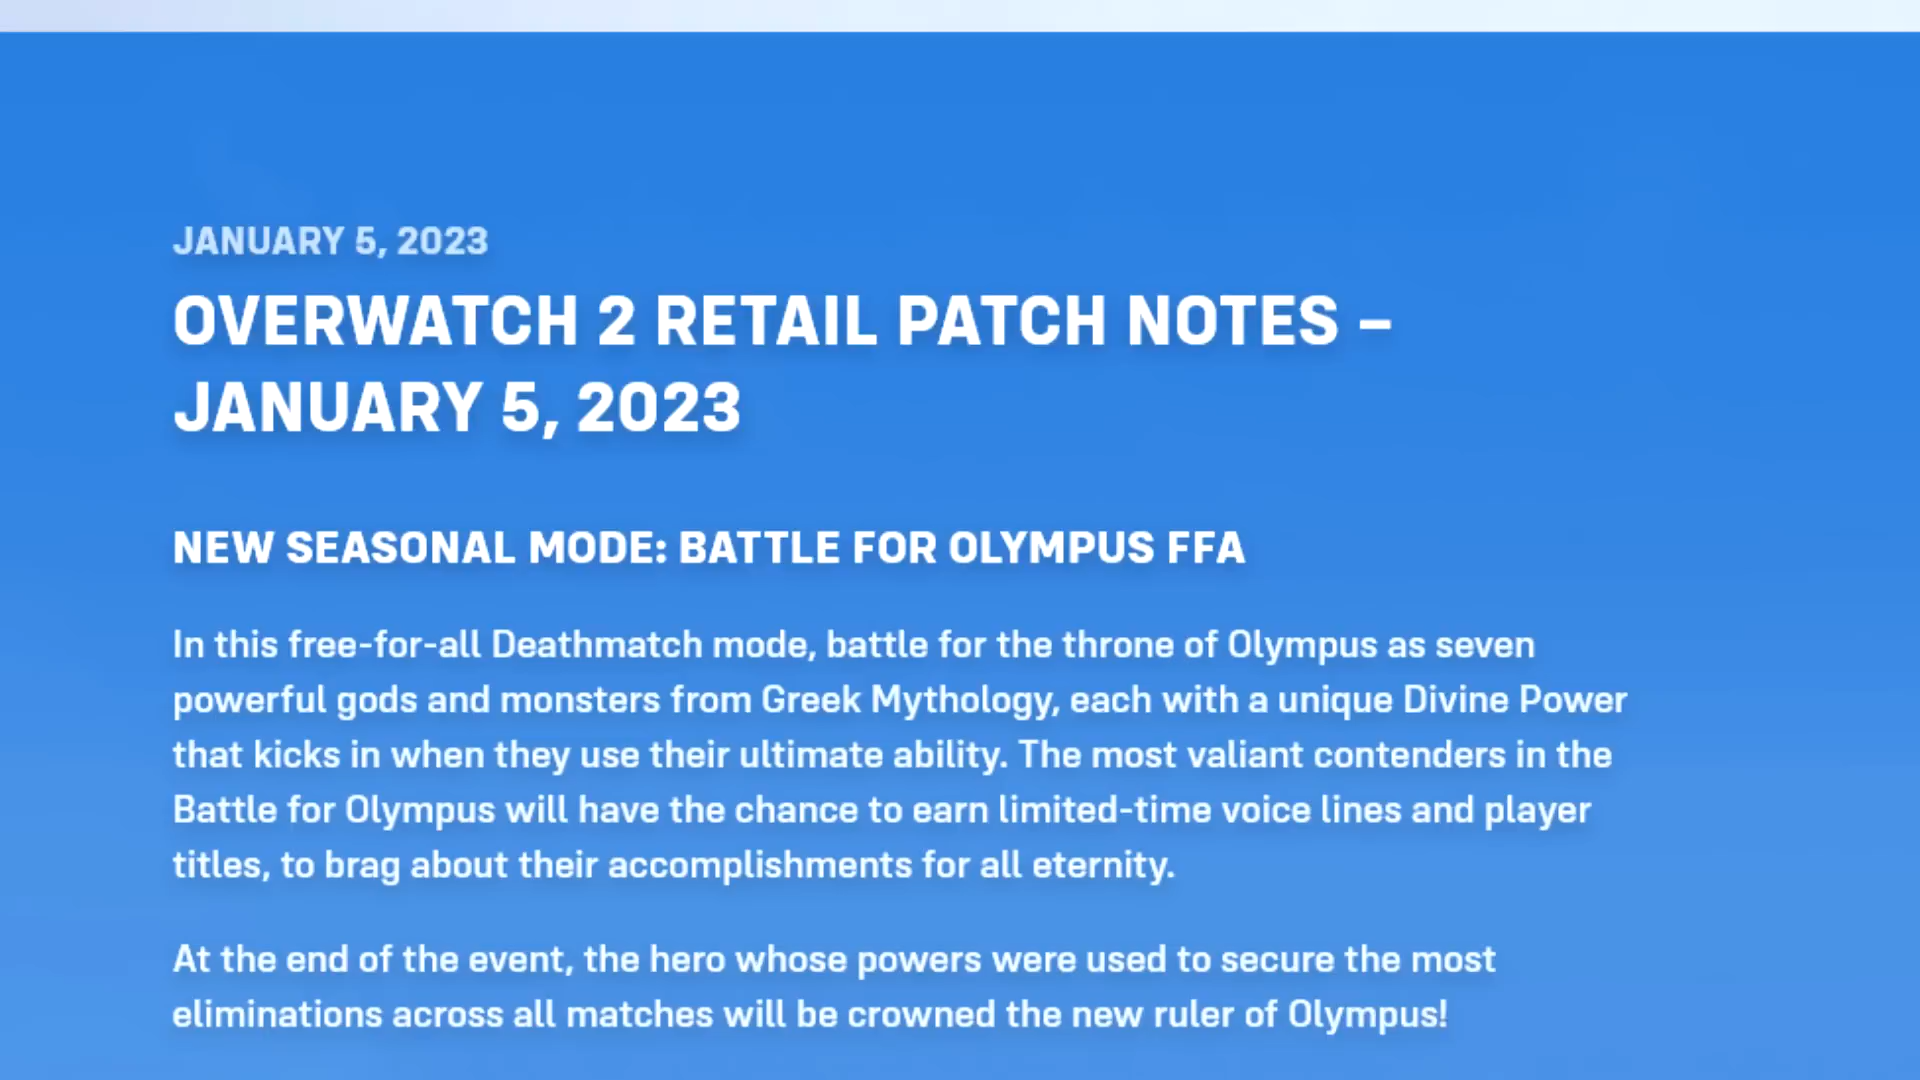 JANUARY 5, 2023
OVERWATCH 2 RETAIL PATCH NOTES –
JANUARY 5, 2023
NEW SEASONAL MODE: BATTLE FOR OLYMPUS FFA
In this free-for-all Deathmatch mode, battle for the throne of Olympus as seven
powerful gods and monsters from Greek Mythology, each with a unique Divine Power
that kicks in when they use their ultimate ability. The most valiant contenders in the
Battle for Olympus will have the chance to earn limited-time voice lines and player
titles, to brag about their accomplishments for all eternity.
At the end of the event, the hero whose powers were used to secure the most
eliminations across all matches will be crowned the new ruler of Olympus!